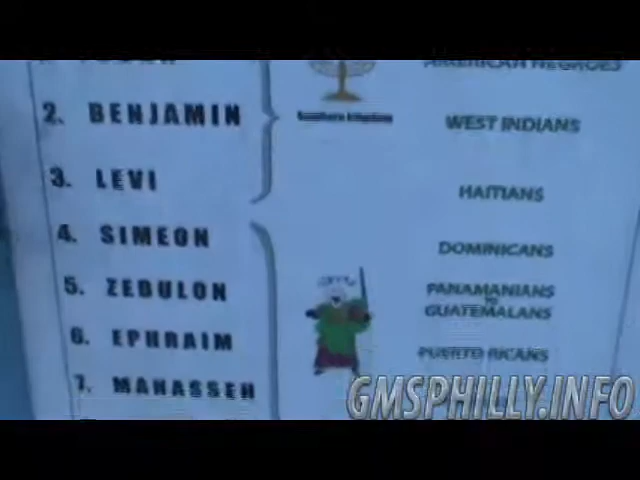 AMERICAN NEGROES
2. BENJAMIN WEST INDIANS
3. LEVI HAITIANS
4. SIMEON DOMINICANS
5. ZEBULON PANAMANIANS
TO
GUATEMALANS
6. EPHRAIM PUERTO RICANS
7. MANASSEH
GMSPHILLY.INFO